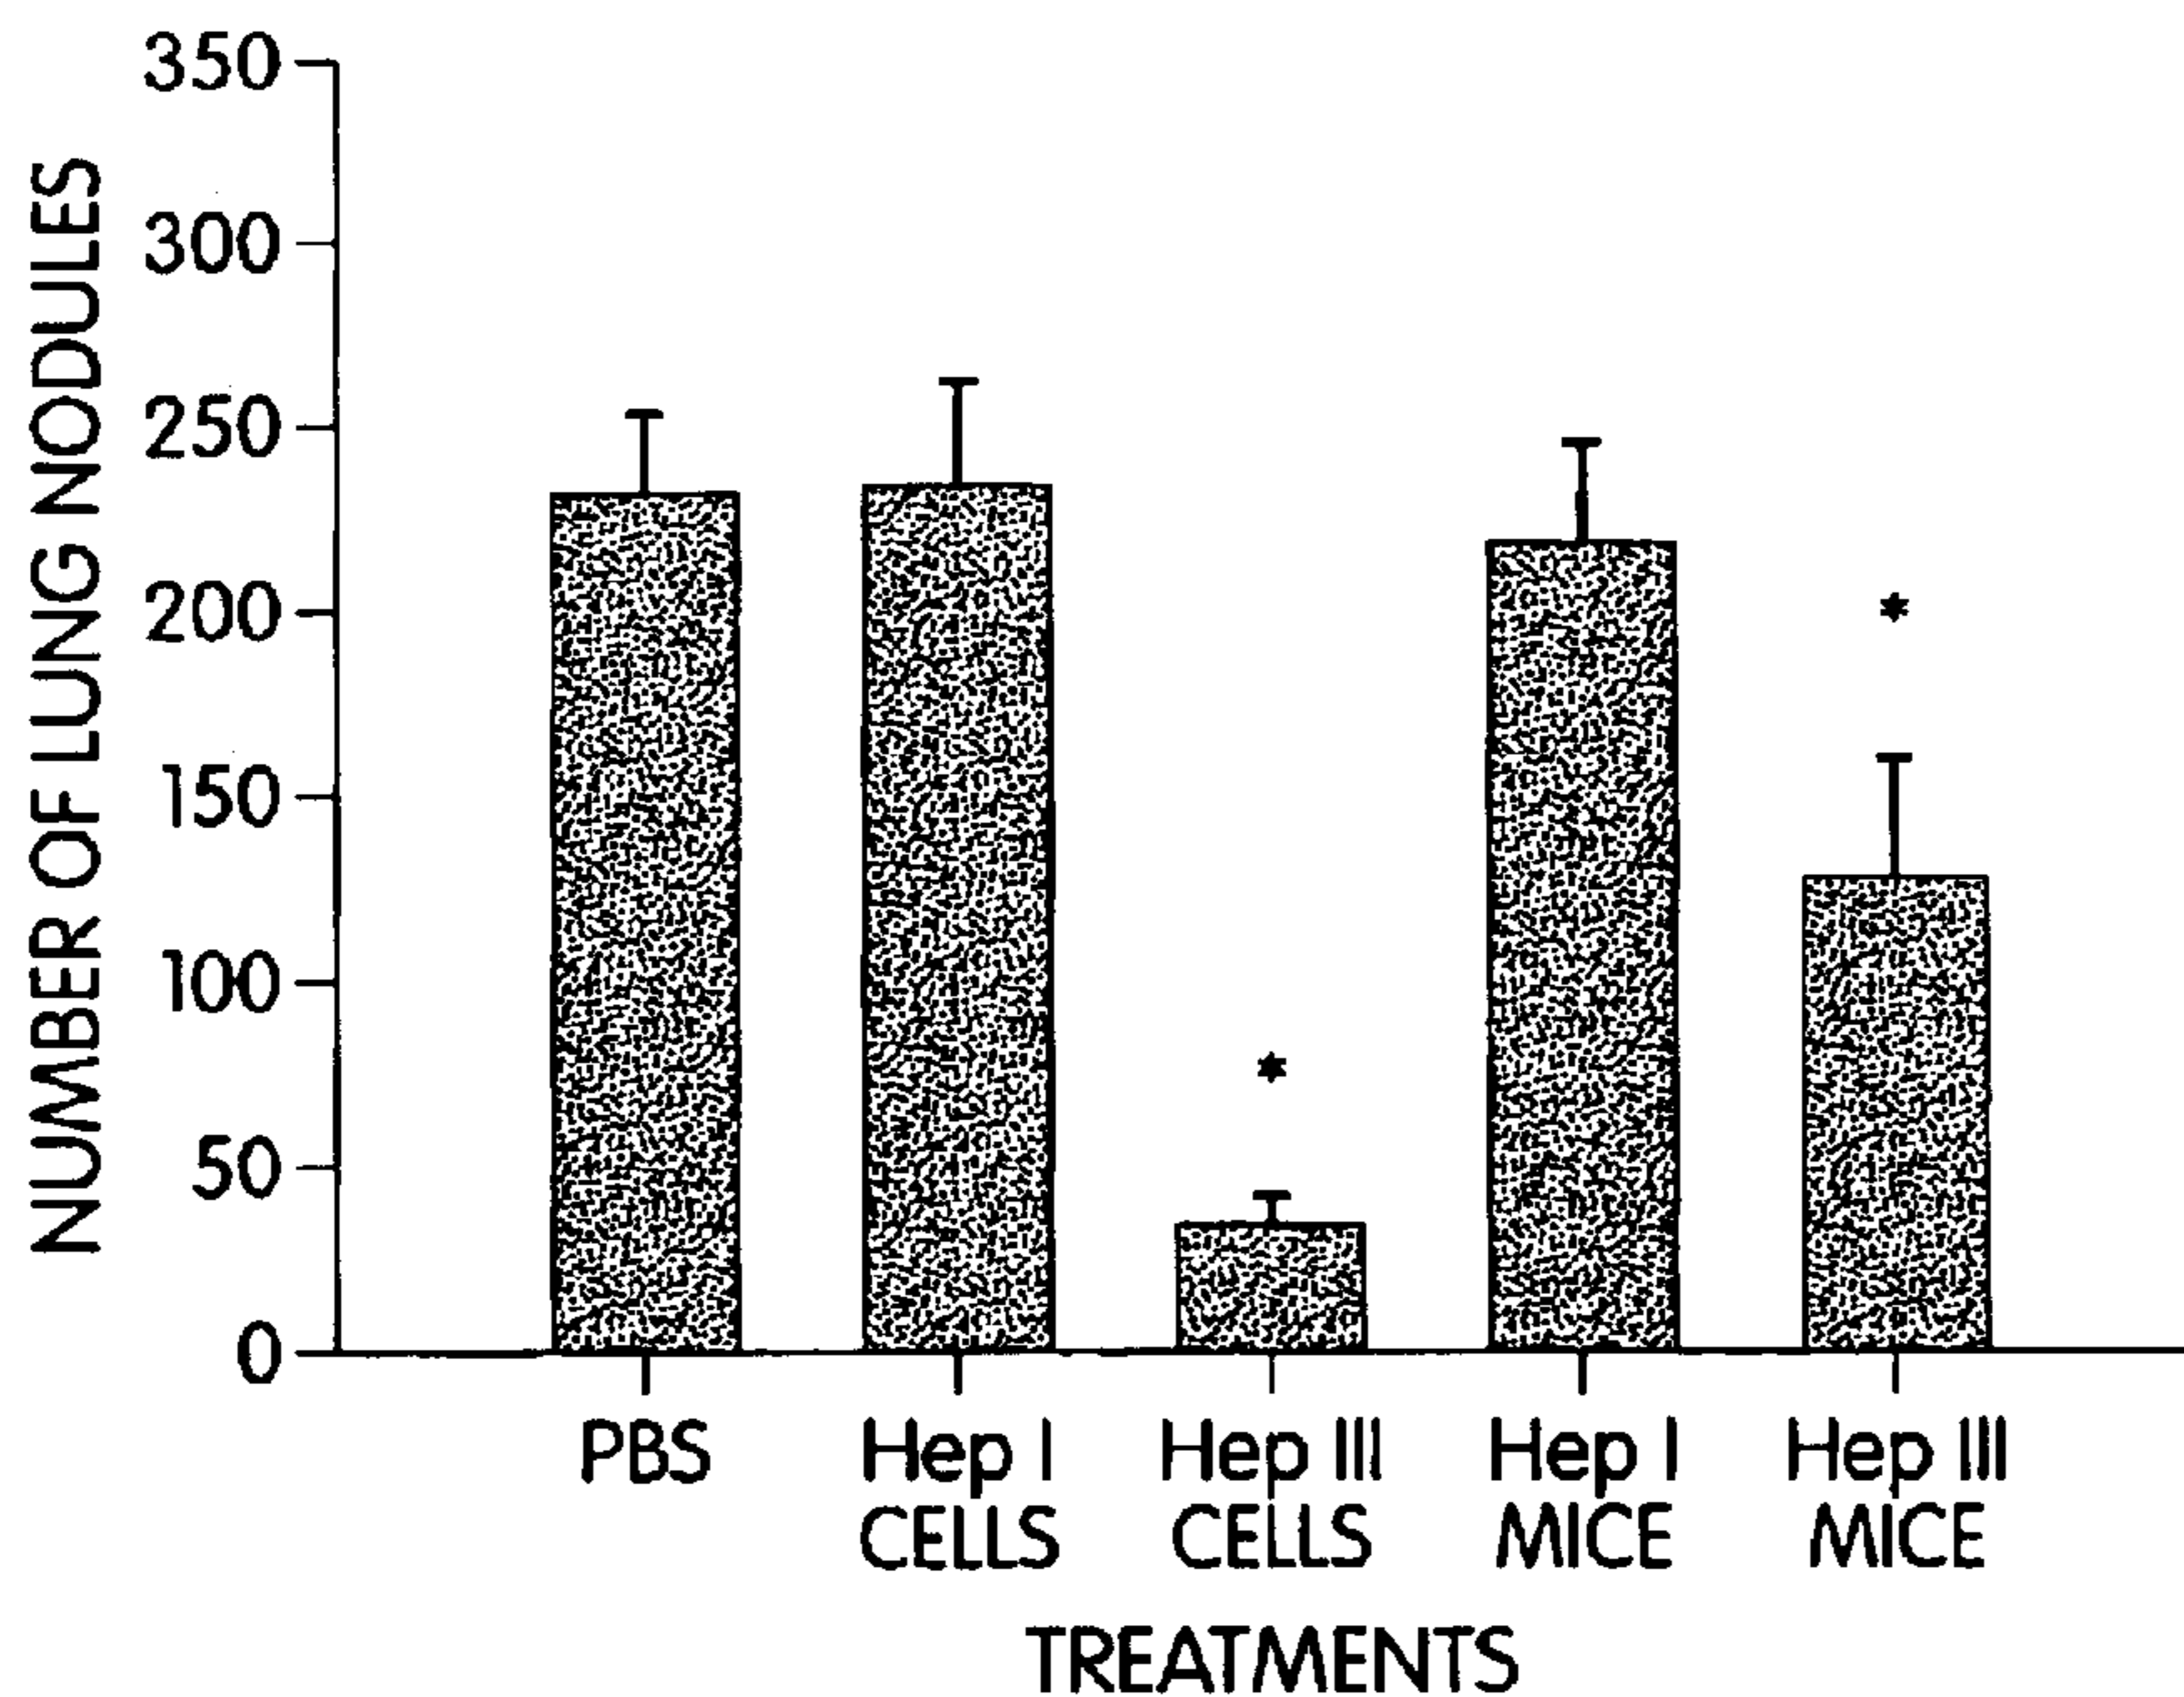 NUMBER OF LUNG NODULES
350
300
250
200
150
100
50
0
*
*
PBS
Hep I CELLS
Hep III CELLS
Hep I MICE
Hep III MICE
TREATMENTS